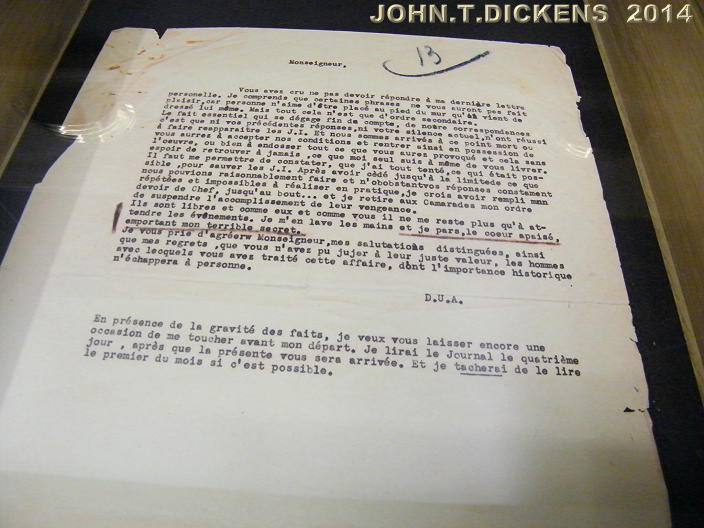 JOHN.T.DICKENS 2014
13
Monseigneur.
Vous avez cru ne pas devoir répondre à ma dernière lettre
personelle. Je comprends que certaines phrases ne vous auront pas fait
plaisir,car personne n'aime d'être placé au pied du mur qu'àà vient de
dressé lui même. Mais tout cela n'est que d'ordre secondaire.
Le fait essentiel qui se dégage fin de compte, de notre correspondances
c'est que ni vos précédentes réponses,ni votre silence actuel,n'ont réussi
à faire reapparaître les J.I. Et nous sommes arrivés à ce point mort ou
vous aurres à accepter nos conditions et rentrer sinsi en possession de
l'oeuvre, ou bien à endosser tout ce que vous aures provoqué et cela sans
espoir de retrouver à jamais ,ce que moi seul suis à même de vous livrer.
Il faut me permettre de constater, que j'ai tout tenté,ce qui était pos-
sible ,pour sauver les J.I. Après avoir cédé jusqu'à la limitede ce que
nous pouvions raisonnablement faire et n'obobstantvos réponses constament
répétées et impossibles à réaliser en pratique,je crois avoir rempli mnn
devoir de Chef, jusqu'au bout... et je retire aux Camarades mon ordre
de suspendre l'accomplissement de leur vengeance.
Ils sont libres et comme eux et comme vous il ne me reste plus qu'à at-
tendre les évènements. Je m'en lave les mains et je pars,le coeur apaisé,
emportant mon terrible secret.
Je vous prie d'agréerw Monseigneur,mes salutations distinguées, ainsi
que mes regrets ,que vous n'avez pu jujer à leur juste valeur, les hommes
avec lesquels vous aves traité cette affaire, dont l'importance historique
n'échappera à personne.
D.U.A.
En présence de la gravité des faits, je veux vous laisser encore une
occasion de me toucher avant mon départ. Je lirai le Journal le quatrième
jour , après que la présente vous sera arrivée. Et je tacherai de le lire
le premier du mois si c'est possible.